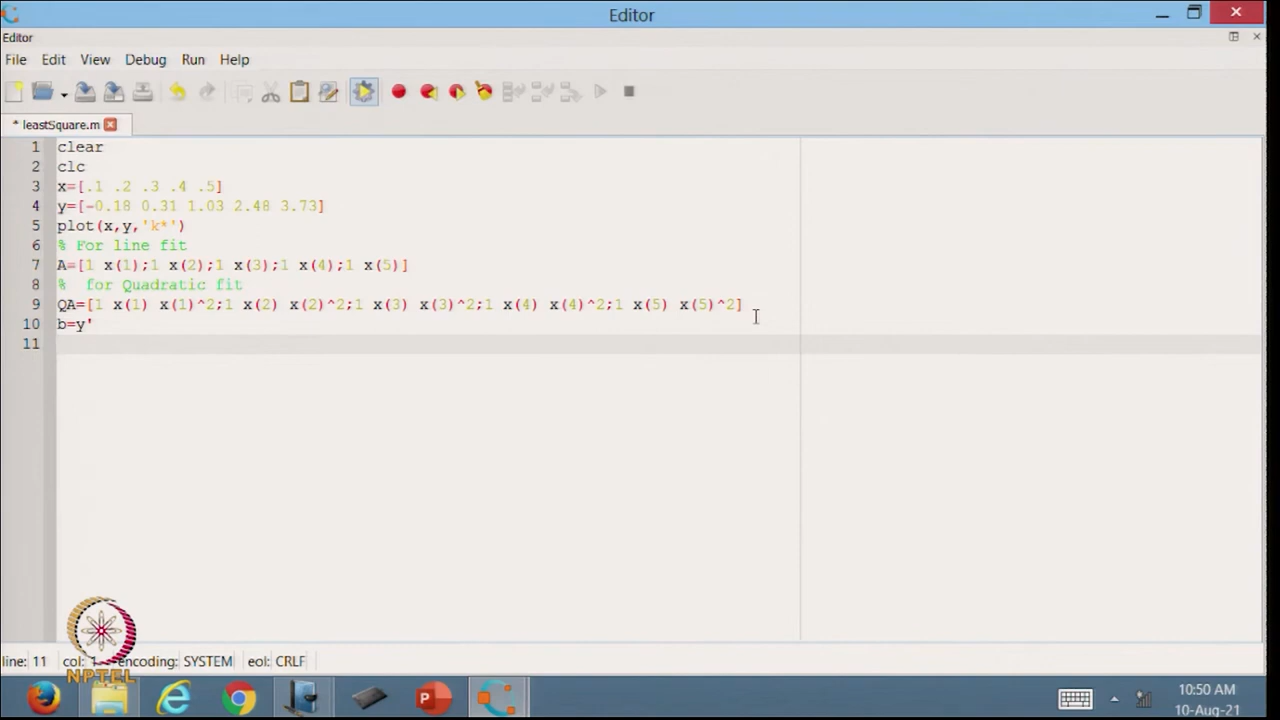 Editor
Editor
File Edit View Debug Run Help
* leastSquare.m
1 clear
2 clc
3 x=[.1 .2 .3 .4 .5]
4 y=[-0.18 0.31 1.03 2.48 3.73]
5 plot(x,y,'k*')
6 % For line fit
7 A=[1 x(1);1 x(2);1 x(3);1 x(4);1 x(5)]
8 %  for Quadratic fit
9 QA=[1 x(1) x(1)^2;1 x(2) x(2)^2;1 x(3) x(3)^2;1 x(4) x(4)^2;1 x(5) x(5)^2]
10 b=y'
11
line: 11 col: 1 encoding: SYSTEM eol: CRLF
NPTEL
10:50 AM
10-Aug-21